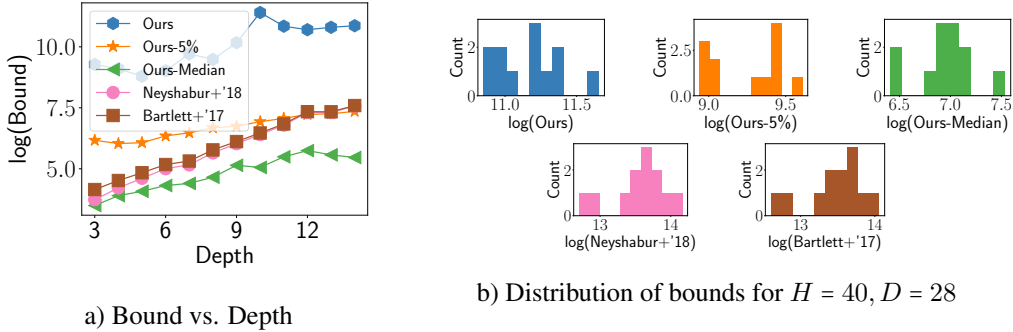 Ours
Ours-5%
Ours-Median
Neyshabur+'18
Bartlett+'17
log(Bound)
10.0
7.5
5.0
3 6 9 12
Depth
a) Bound vs. Depth
Count
2
0
11.0 11.5
log(Ours)
Count
2.5
0.0
9.0 9.5
log(Ours-5%)
Count
2
0
6.5 7.0 7.5
log(Ours-Median)
Count
2
0
13 14
log(Neyshabur+'18)
Count
2
0
13 14
log(Bartlett+'17)
b) Distribution of bounds for H = 40, D = 28